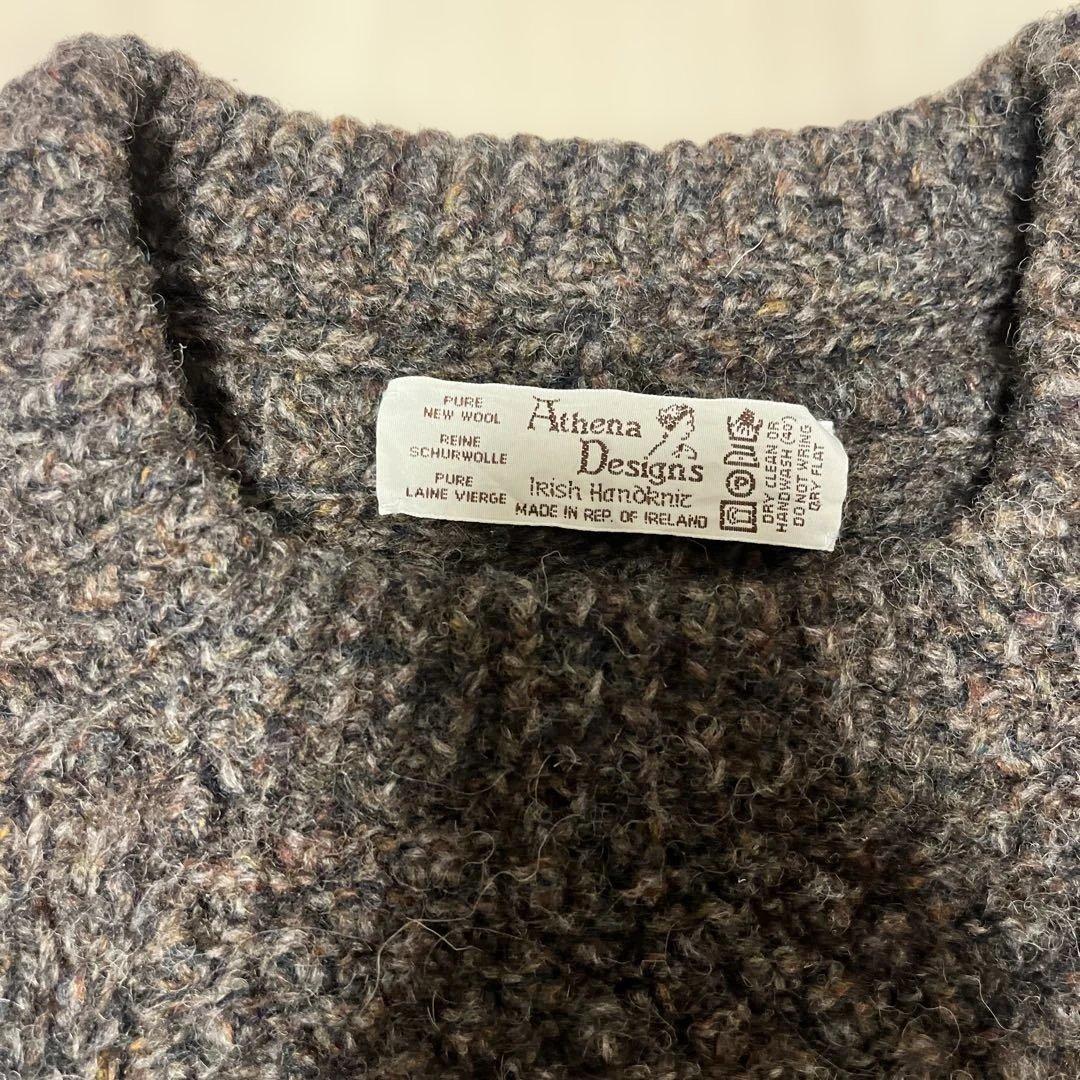 PURE
NEW WOOL
REINE
SCHURWOLLE
PURE
LAINE VIERGE
Athena
Designs
Irish Handknit
MADE IN REP. OF IRELAND
DRY CLEAN OR
HANDWASH (40°)
DO NOT WRING
DRY FLAT